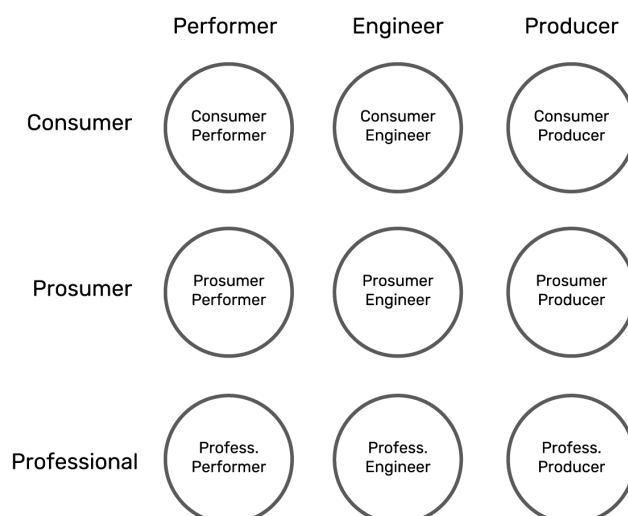 Performer Engineer Producer
Consumer
Consumer
Performer
Consumer
Engineer
Consumer
Producer
Prosumer
Prosumer
Performer
Prosumer
Engineer
Prosumer
Producer
Professional
Profess.
Performer
Profess.
Engineer
Profess.
Producer